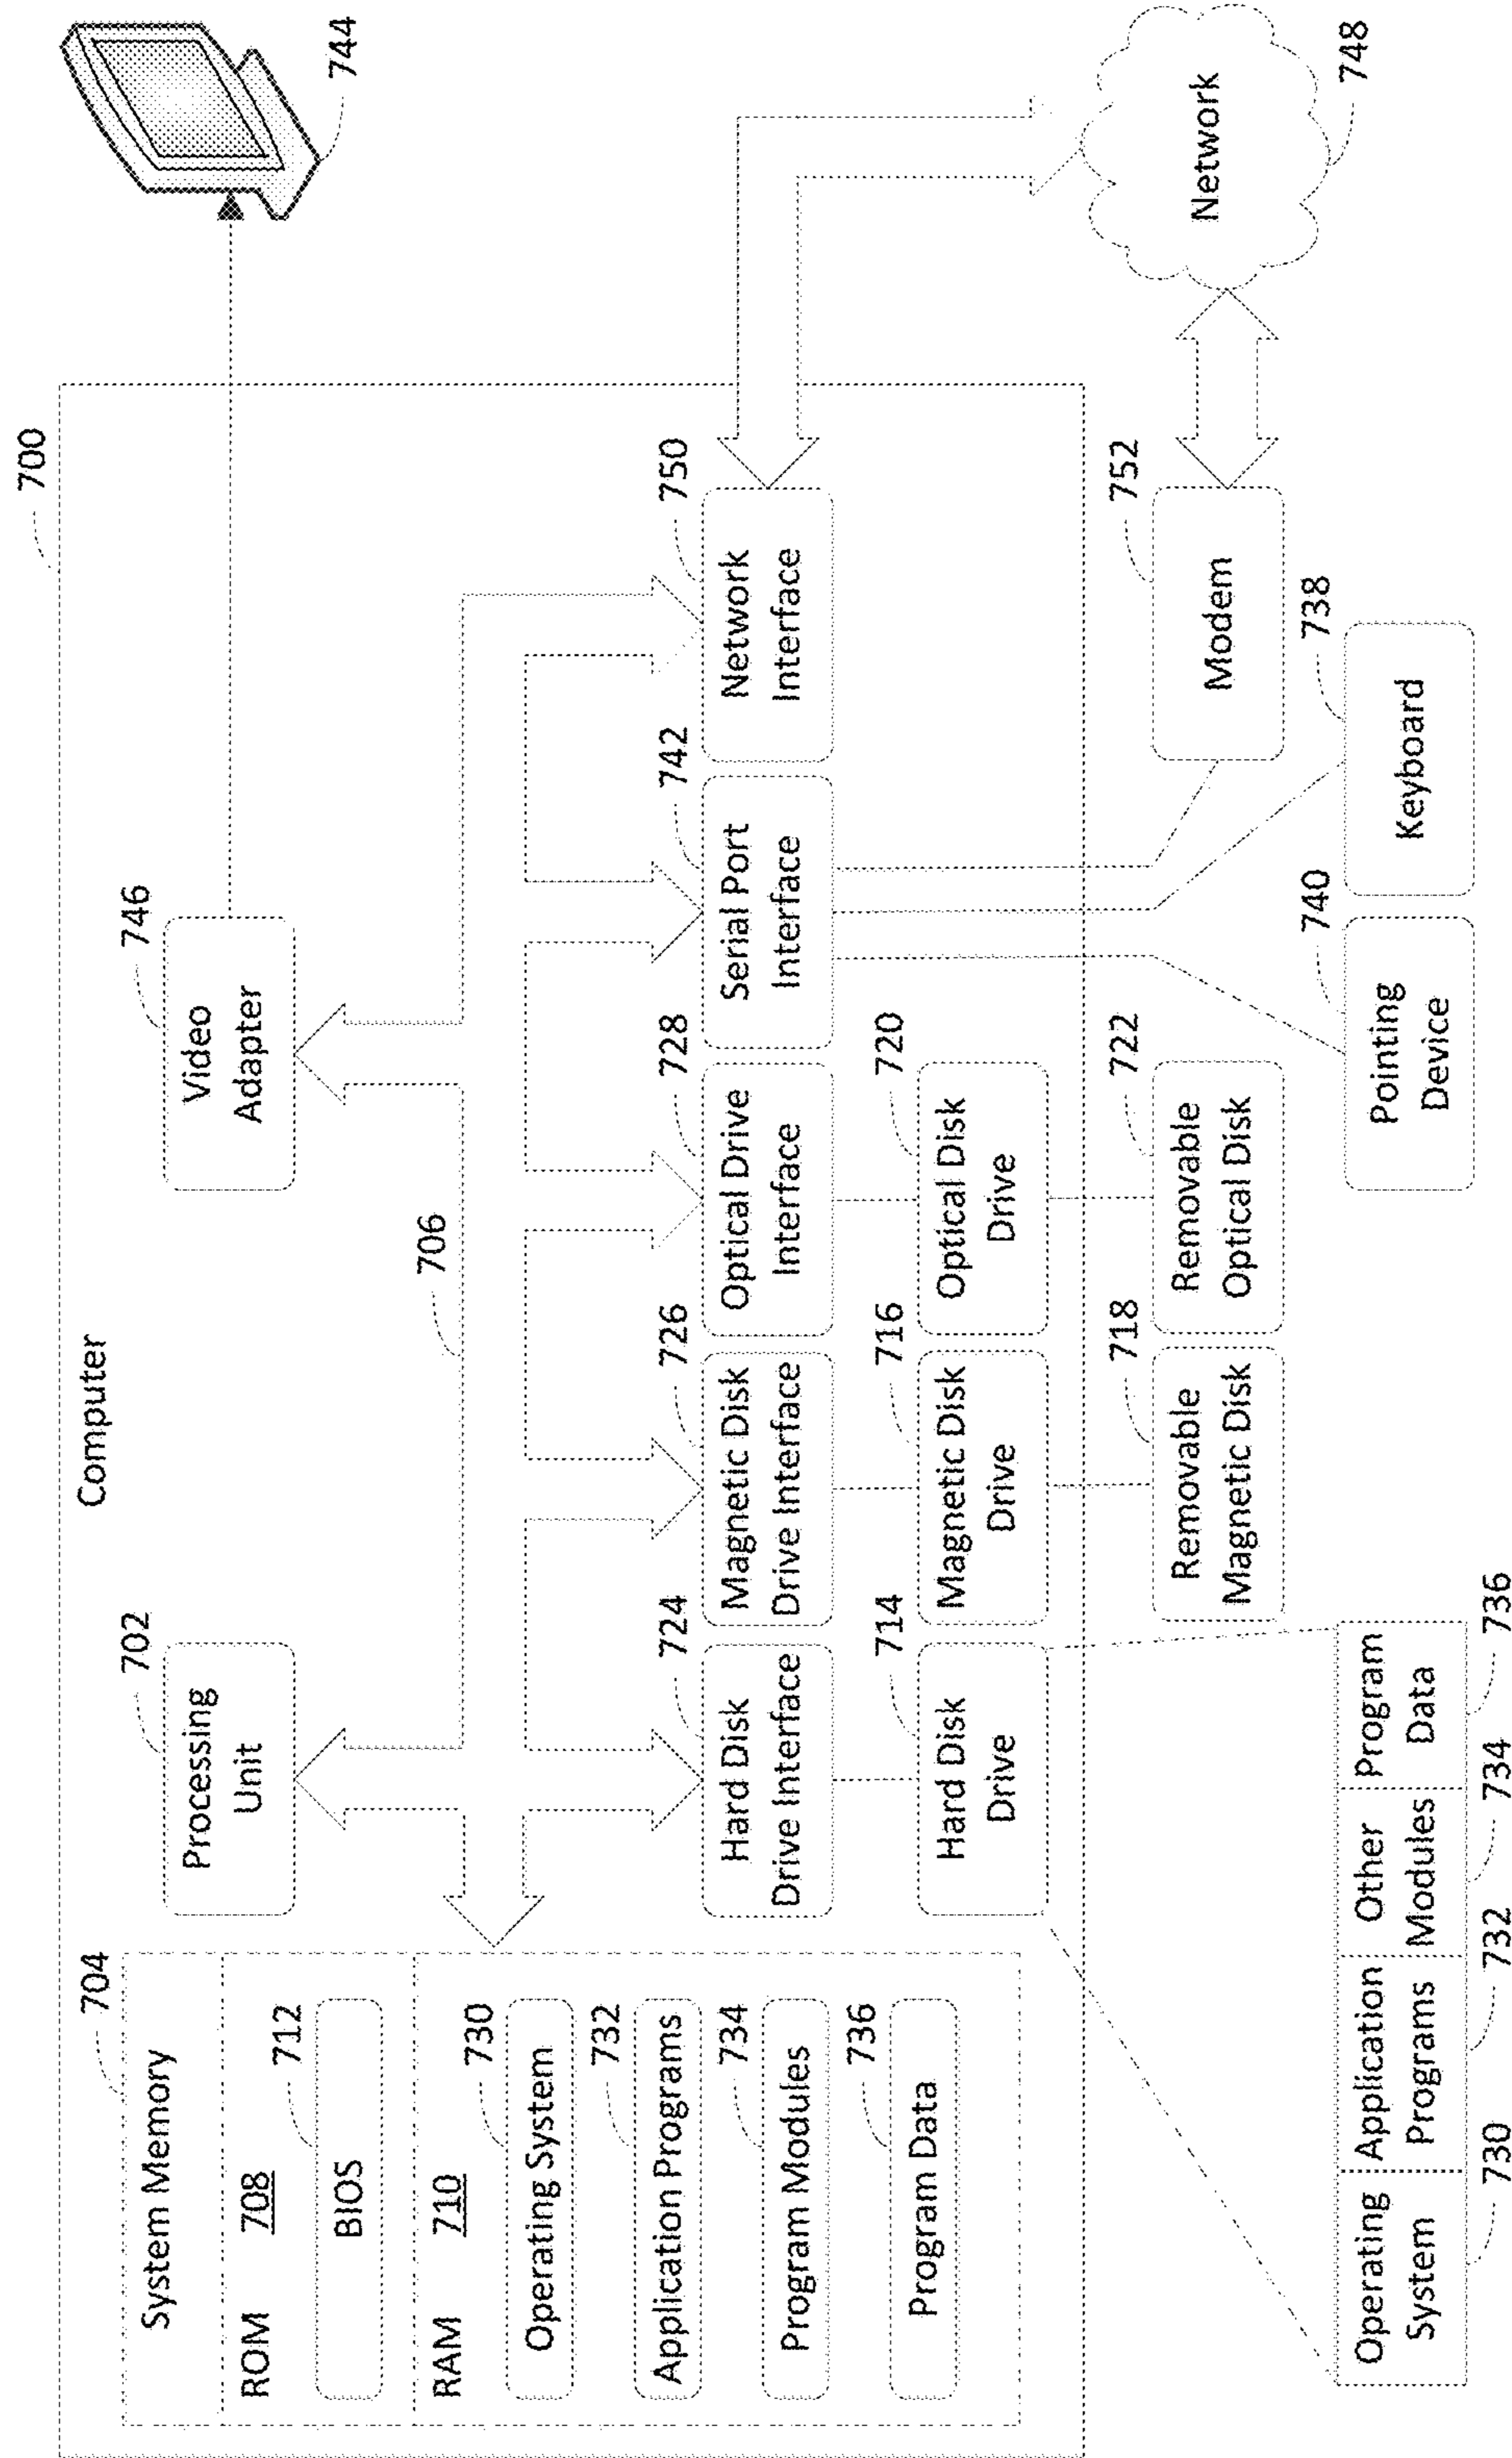 700
Computer
744
704
System Memory
ROM 708
712
BIOS
RAM 710
730
Operating System
732
Application Programs
734
Program Modules
736
Program Data
702
Processing
Unit
746
Video
Adapter
706
724
Hard Disk
Drive Interface
726
Magnetic Disk
Drive Interface
728
Optical Drive
Interface
742
Serial Port
Interface
750
Network
Interface
714
Hard Disk
Drive
716
Magnetic Disk
Drive
720
Optical Disk
Drive
718
Removable
Magnetic Disk
722
Removable
Optical Disk
752
Modem
Network
748
740
Pointing
Device
738
Keyboard
Operating
System
730
Application
Programs
732
Other
Modules
734
Program
Data
736